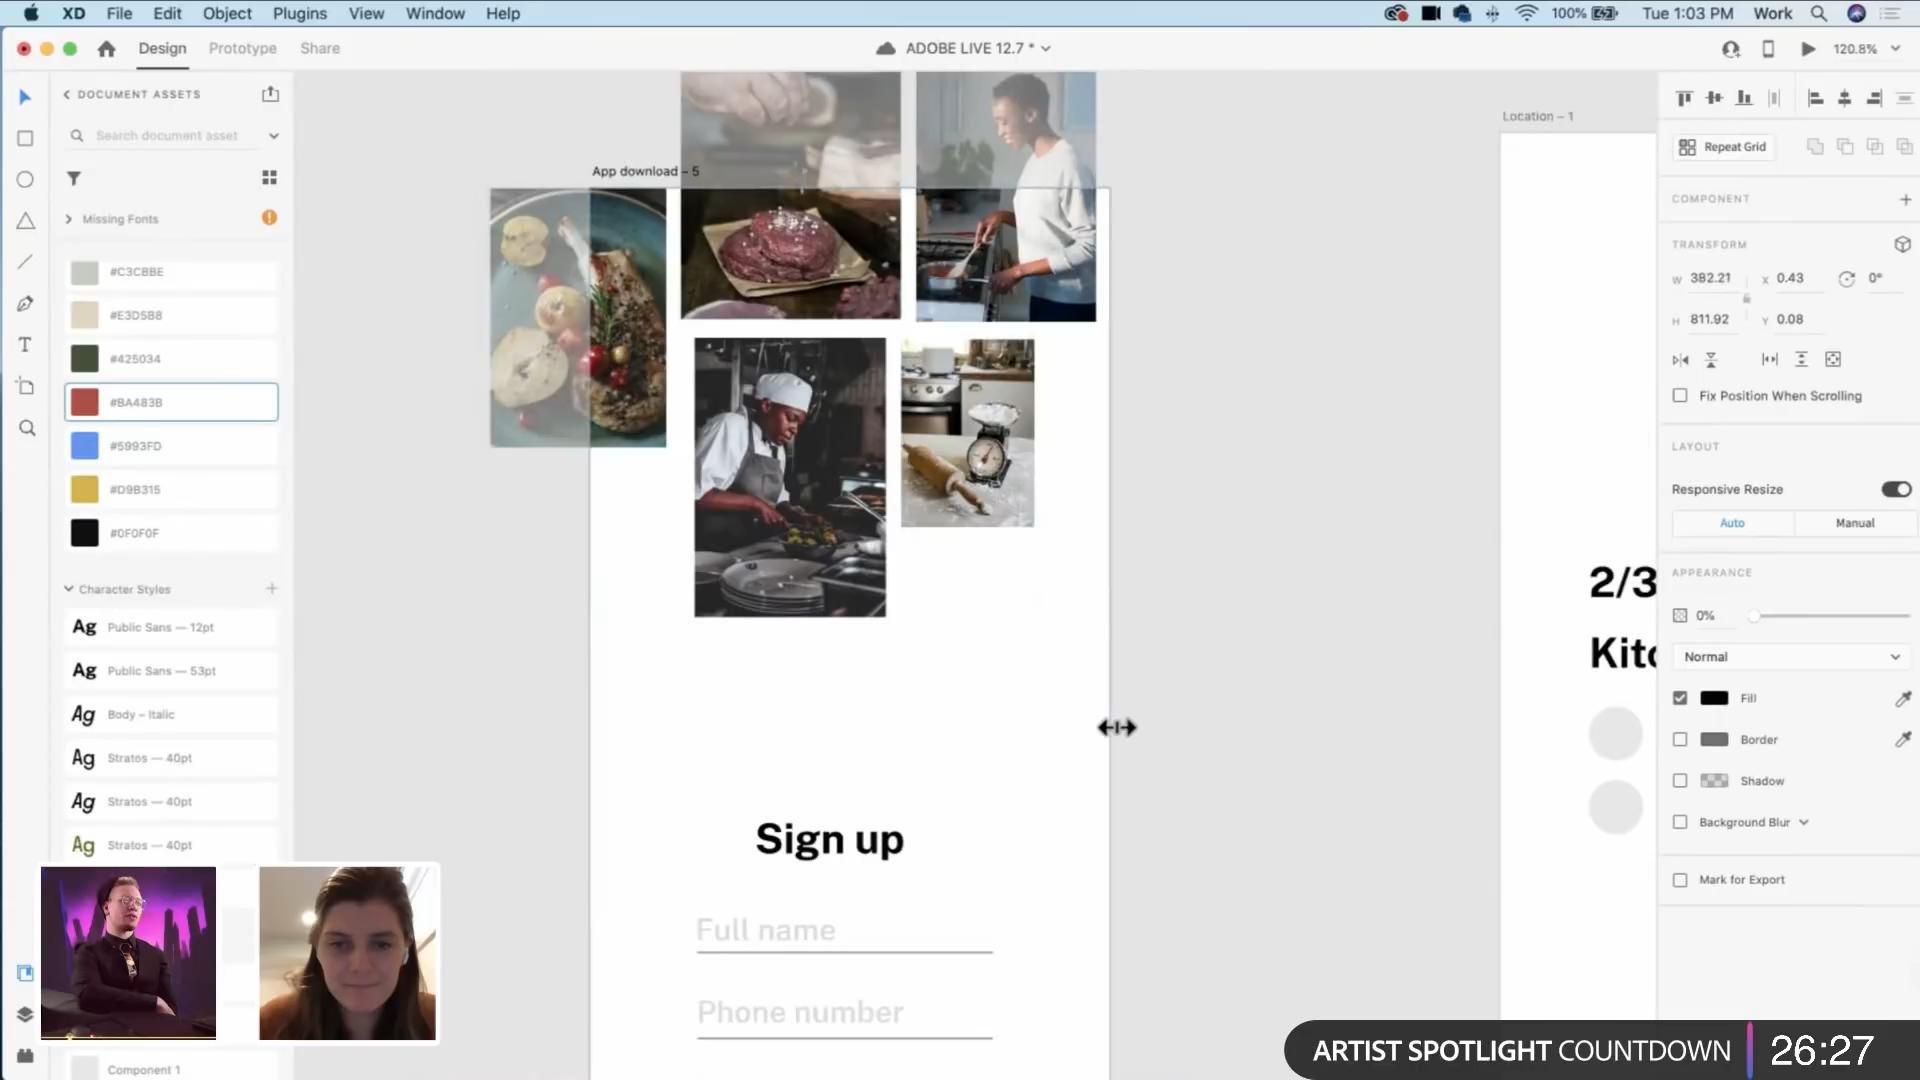 XD File Edit Object Plugins View Window Help
100% Tue 1:03 PM Work
Design Prototype Share
ADOBE LIVE 12.7 *
120.8%
DOCUMENT ASSETS
Search document asset
Missing Fonts
#C3CBBE
#E3D5B8
#425034
#BA483B
#5993FD
#D9B315
#0F0F0F
Character Styles
Ag Public Sans — 12pt
Ag Public Sans — 53pt
Ag Body – Italic
Ag Stratos — 40pt
Ag Stratos — 40pt
Ag Stratos — 40pt
Component 1
App download – 5
Sign up
Full name
Phone number
Location – 1
2/3
Kitc
Repeat Grid
COMPONENT
TRANSFORM
W 382.21 X 0.43 0°
H 811.92 Y 0.08
Fix Position When Scrolling
LAYOUT
Responsive Resize
Auto Manual
APPEARANCE
0%
Normal
Fill
Border
Shadow
Background Blur
Mark for Export
ARTIST SPOTLIGHT COUNTDOWN 26:27